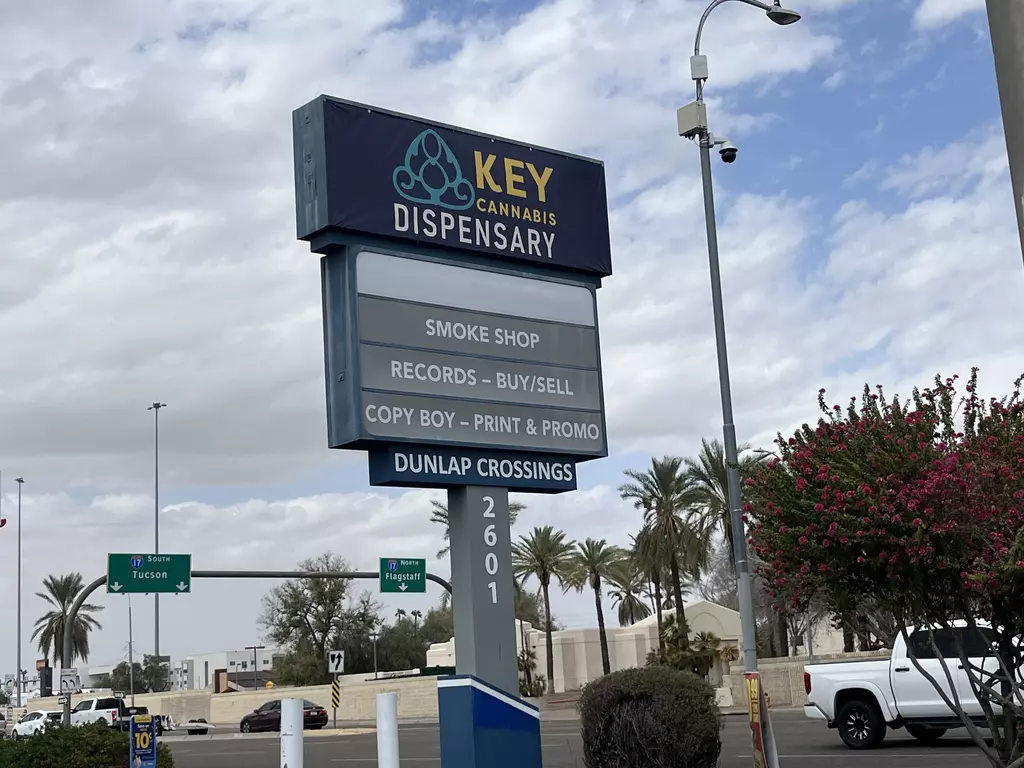 KEY
CANNABIS
DISPENSARY
SMOKE SHOP
RECORDS – BUY/SELL
COPY BOY – PRINT & PROMO
DUNLAP CROSSINGS
2601
17 SOUTH
Tucson
17 NORTH
Flagstaff
10